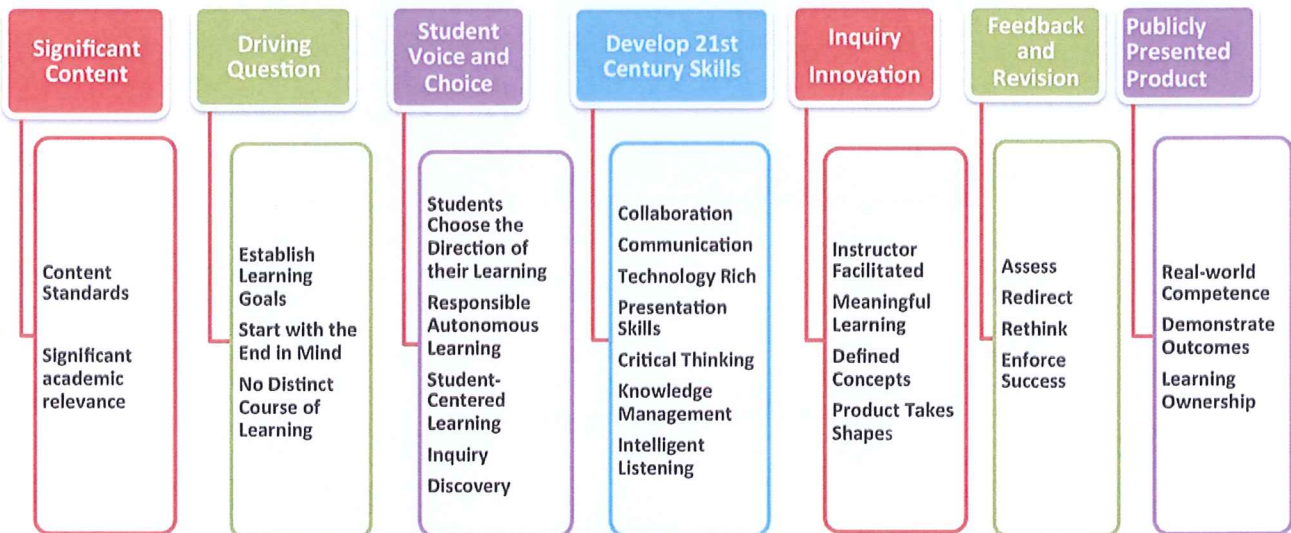 Significant
Content
Content
Standards
Significant
academic
relevance
Driving
Question
Establish
Learning
Goals
Start with the
End in Mind
No Distinct
Course of
Learning
Student
Voice and
Choice
Students
Choose the
Direction of
their Learning
Responsible
Autonomous
Learning
Student-
Centered
Learning
Inquiry
Discovery
Develop 21st
Century Skills
Collaboration
Communication
Technology Rich
Presentation
Skills
Critical Thinking
Knowledge
Management
Intelligent
Listening
Inquiry
Innovation
Instructor
Facilitated
Meaningful
Learning
Defined
Concepts
Product Takes
Shapes
Feedback
and
Revision
Assess
Redirect
Rethink
Enforce
Success
Publicly
Presented
Product
Real-world
Competence
Demonstrate
Outcomes
Learning
Ownership